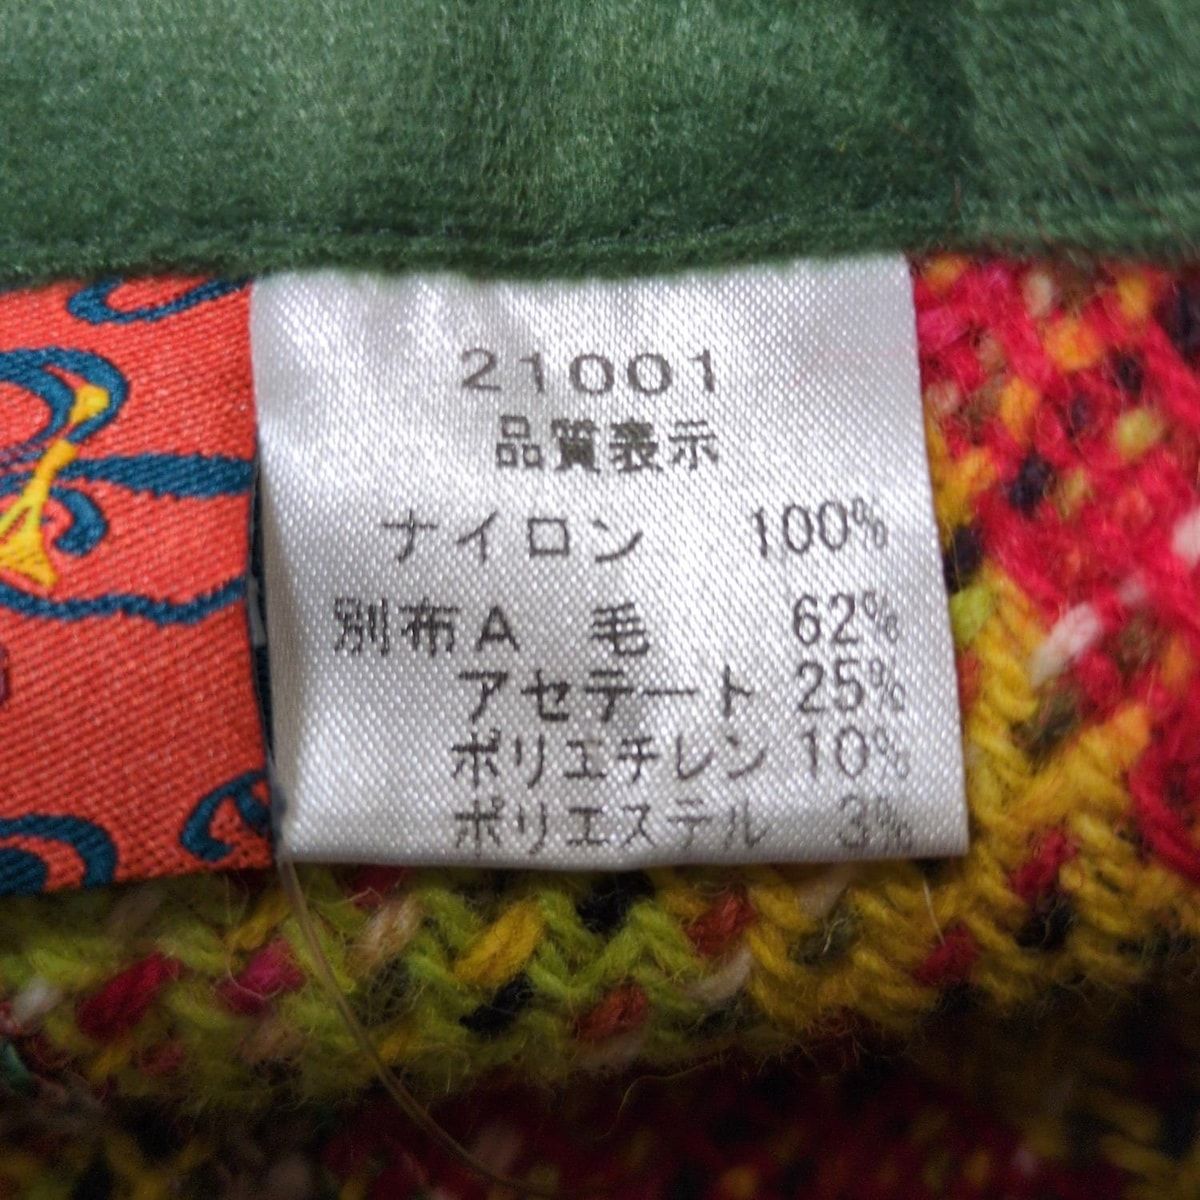 21001
品質表示
ナイロン 100%
別布A 毛 62%
アセテート 25%
ポリエチレン 10%
ポリエステル 3%